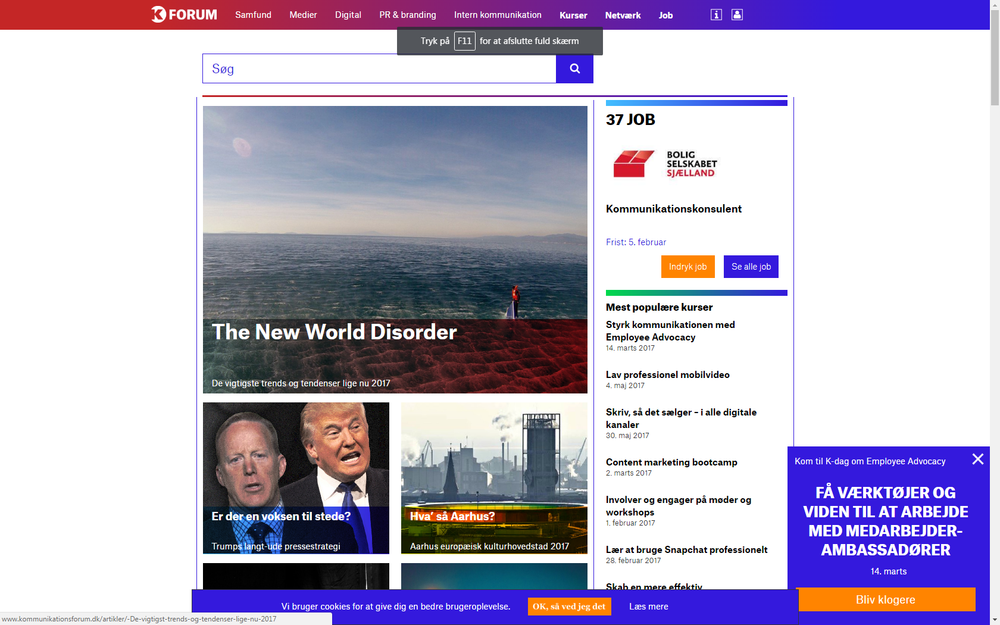 K FORUM
Samfund
Medier
Digital
PR & branding
Intern kommunikation
Kurser
Netværk
Job
Tryk på F11 for at afslutte fuld skærm
Søg
The New World Disorder
De vigtigste trends og tendenser lige nu 2017
Er der en voksen til stede?
Trumps langt-ude pressestrategi
Hva' så Aarhus?
Aarhus europæisk kulturhovedstad 2017
37 JOB
BOLIG
SELSKABET
SJÆLLAND
Kommunikationskonsulent
Frist: 5. februar
Indryk job
Se alle job
Mest populære kurser
Styrk kommunikationen med
Employee Advocacy
14. marts 2017
Lav professionel mobilvideo
4. maj 2017
Skriv, så det sælger – i alle digitale
kanaler
30. maj 2017
Content marketing bootcamp
2. marts 2017
Involver og engager på møder og
workshops
1. februar 2017
Lær at bruge Snapchat professionelt
28. februar 2017
Skab en mere effektiv
Kom til K-dag om Employee Advocacy
FÅ VÆRKTØJER OG
VIDEN TIL AT ARBEJDE
MED MEDARBEJDER-
AMBASSADØRER
14. marts
Bliv klogere
Vi bruger cookies for at give dig en bedre brugeroplevelse.
OK, så ved jeg det
Læs mere
www.kommunikationsforum.dk/artikler/-De-vigtigst-trends-og-tendenser-lige-nu-2017